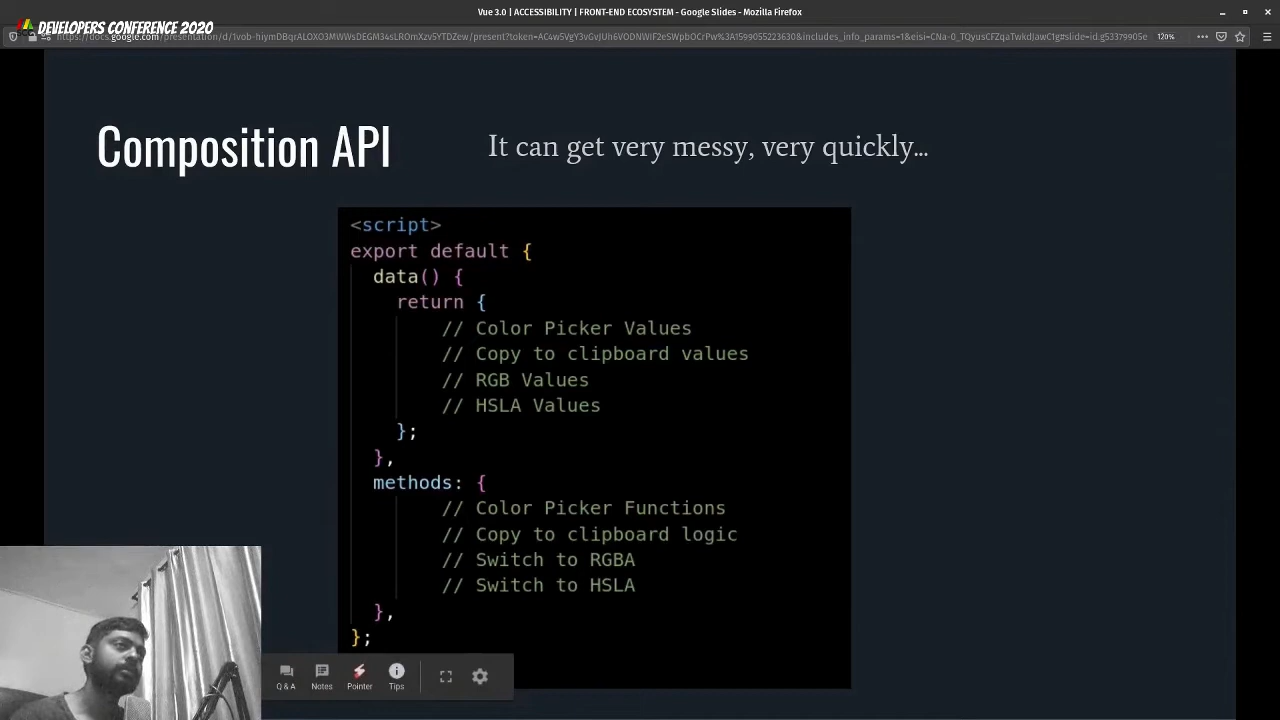 Vue 3.0 | ACCESSIBILITY | FRONT-END ECOSYSTEM - Google Slides - Mozilla Firefox
DEVELOPERS CONFERENCE 2020
120%
Composition API
It can get very messy, very quickly...
<script>
export default {
data() {
return {
// Color Picker Values
// Copy to clipboard values
// RGB Values
// HSLA Values
};
},
methods: {
// Color Picker Functions
// Copy to clipboard logic
// Switch to RGBA
// Switch to HSLA
},
};
Q & A
Notes
Pointer
Tips